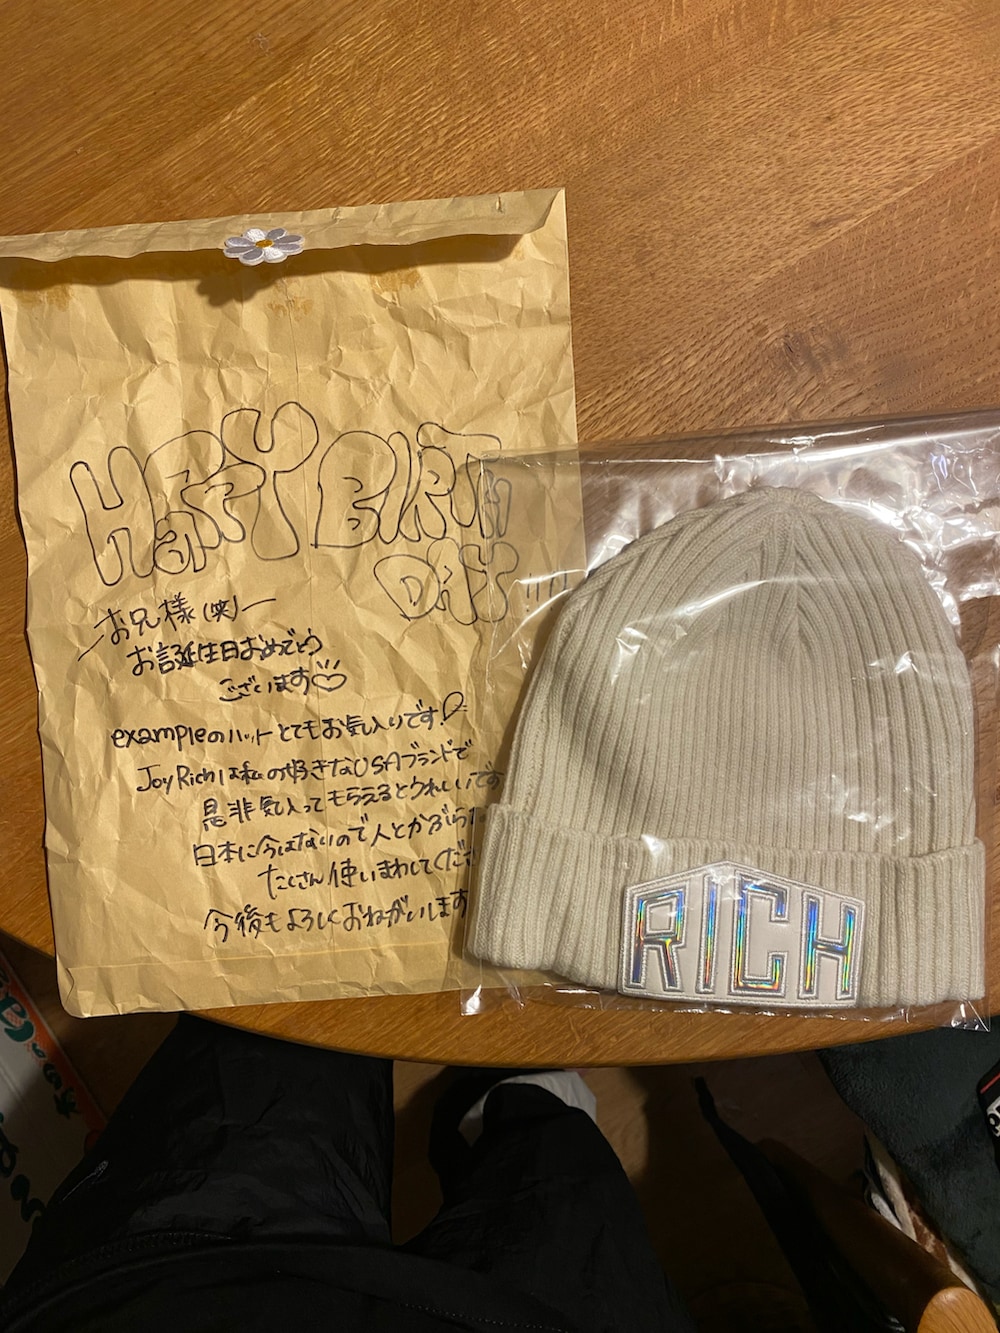 HaPPY BIRTH
DAY !!!
お兄様(笑)
お誕生日おめでとう
ございます
exampleのハットとてもお気に入りです
Joy Richは私の好きなUSAブランドで
是非気入ってもらえるとうれしいです
日本に今はないので人とかぶらな
たくさん使いまわしてくださ
今後もよろしくおねがいします
RICH